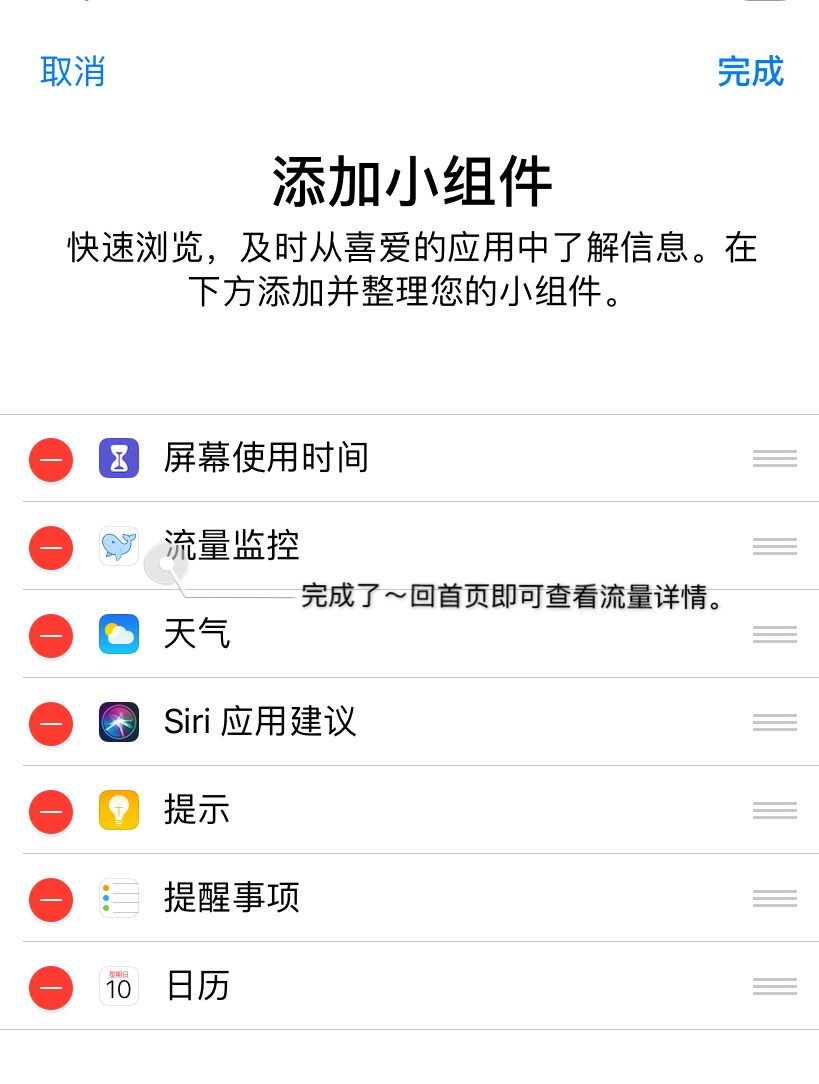 取消
完成
添加小组件
快速浏览，及时从喜爱的应用中了解信息。在
下方添加并整理您的小组件。
屏幕使用时间
流量监控
完成了～回首页即可查看流量详情。
天气
Siri 应用建议
提示
提醒事项
星期日
10
日历